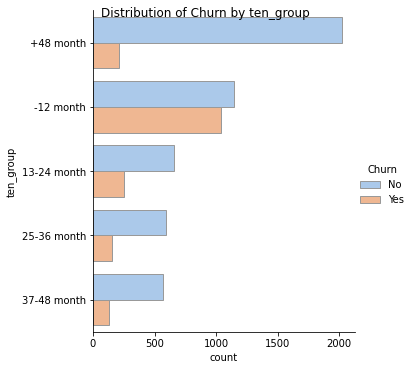 Distribution of Churn by ten_group
+48 month
-12 month
13-24 month
25-36 month
37-48 month
ten_group
0 500 1000 1500 2000
count
Churn
No
Yes